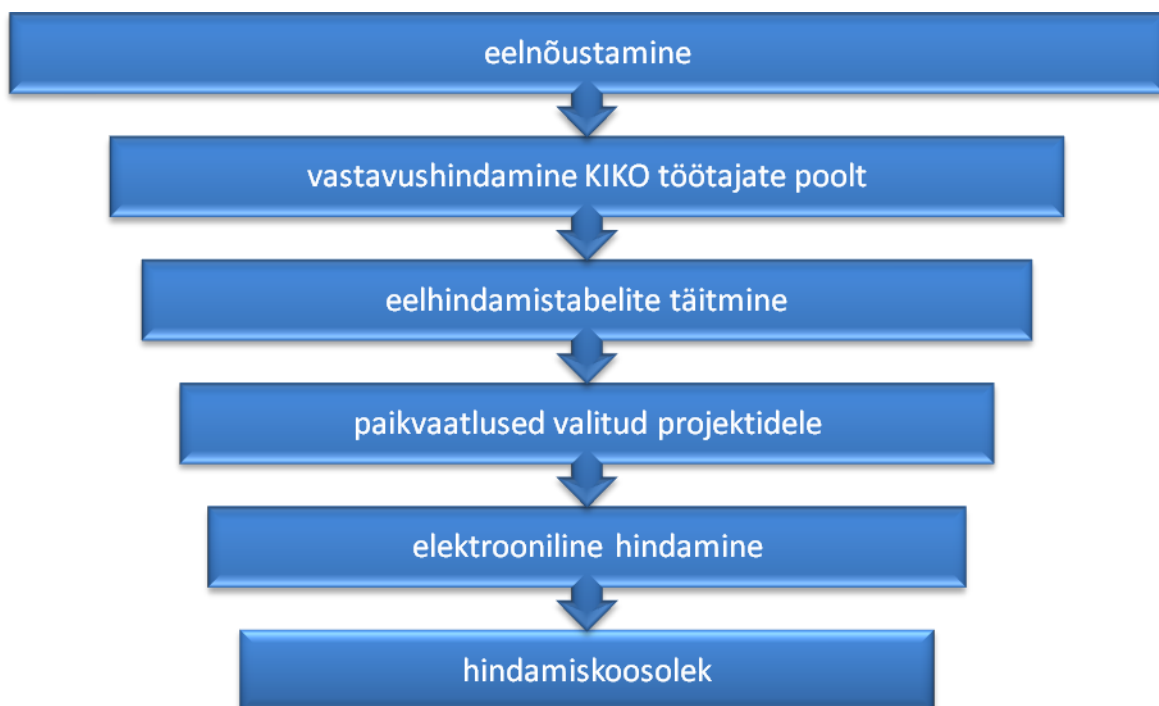 eelnõustamine
vastavushindamine KIKO töötajate poolt
eelhindamistabelite täitmine
paikvaatlused valitud projektidele
elektrooniline hindamine
hindamiskoosolek